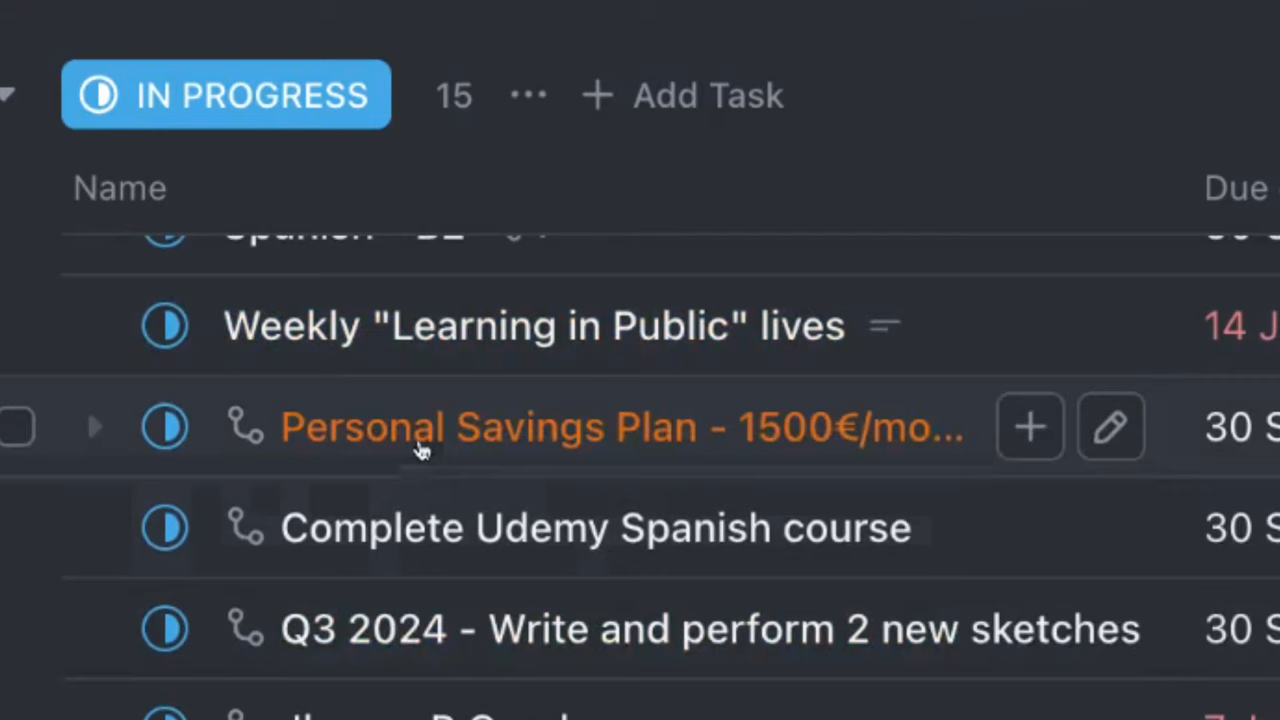 IN PROGRESS 15 ... + Add Task
Name Due
Weekly "Learning in Public" lives 14 J
Personal Savings Plan - 1500€/mo... 30 S
Complete Udemy Spanish course 30 S
Q3 2024 - Write and perform 2 new sketches 30 S